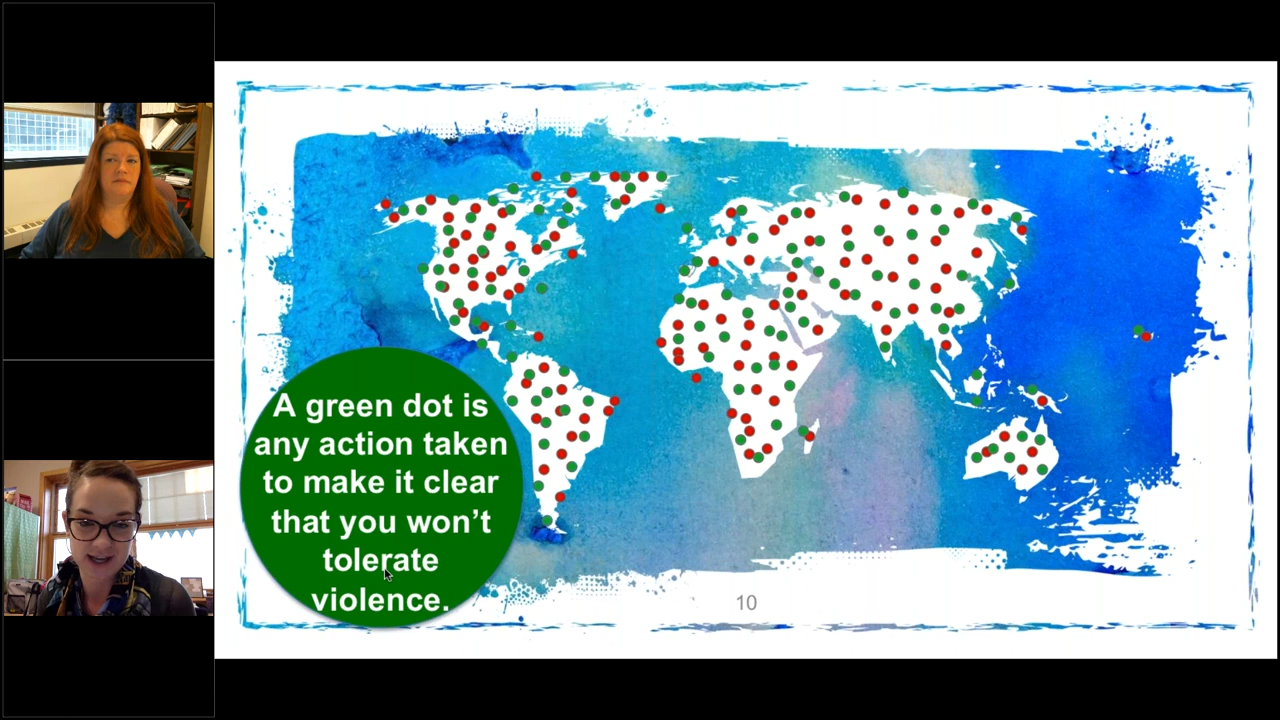 A green dot is
any action taken
to make it clear
that you won’t
tolerate
violence.
10